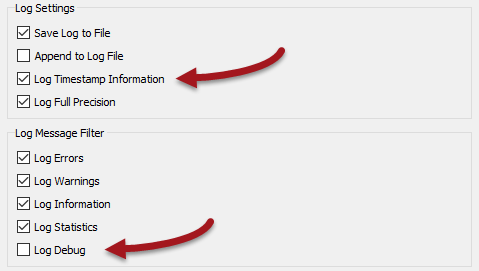 Log Settings
Save Log to File
Append to Log File
Log Timestamp Information
Log Full Precision
Log Message Filter
Log Errors
Log Warnings
Log Information
Log Statistics
Log Debug